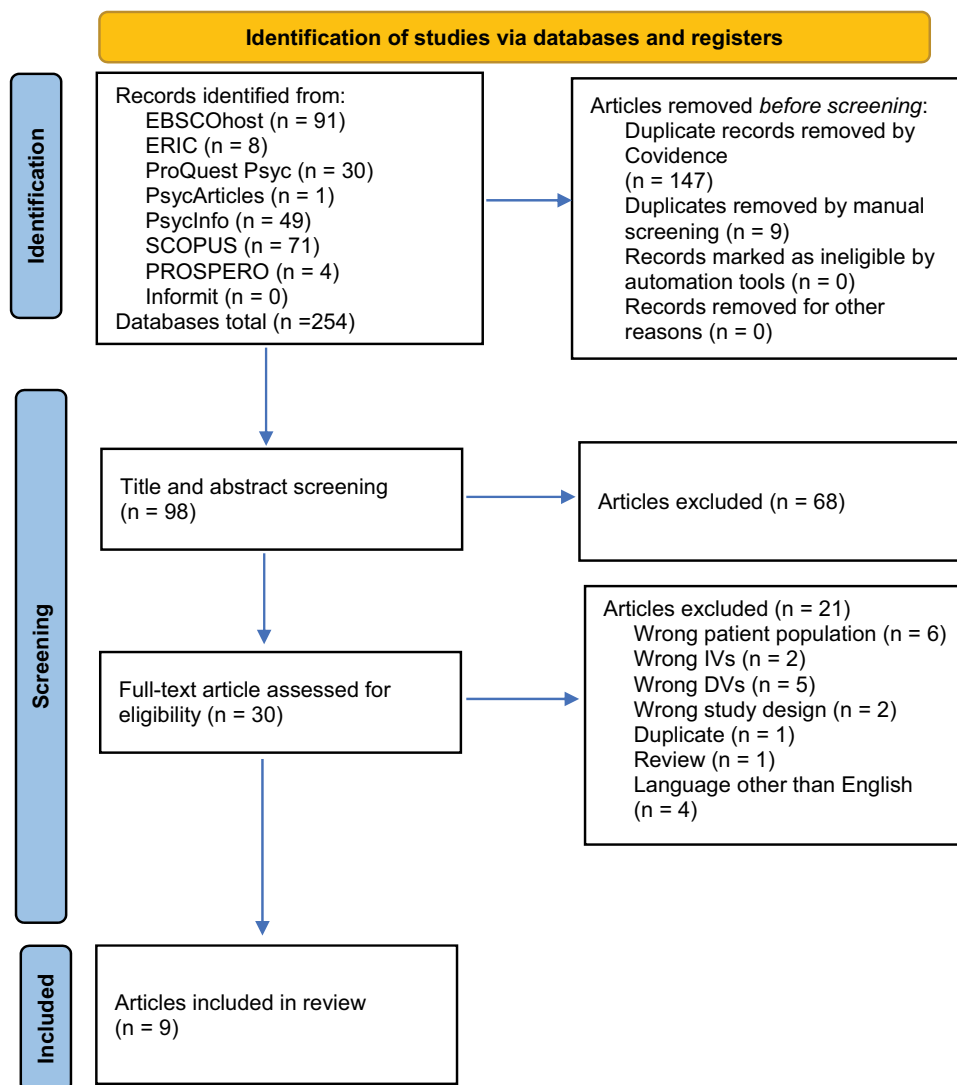 Identification of studies via databases and registers
Identification
Records identified from:
EBSCOhost (n = 91)
ERIC (n = 8)
ProQuest Psyc (n = 30)
PsycArticles (n = 1)
PsycInfo (n = 49)
SCOPUS (n = 71)
PROSPERO (n = 4)
Informit (n = 0)
Databases total (n =254)
Articles removed before screening:
Duplicate records removed by
Covidence
(n = 147)
Duplicates removed by manual
screening (n = 9)
Records marked as ineligible by
automation tools (n = 0)
Records removed for other
reasons (n = 0)
Screening
Title and abstract screening
(n = 98)
Articles excluded (n = 68)
Full-text article assessed for
eligibility (n = 30)
Articles excluded (n = 21)
Wrong patient population (n = 6)
Wrong IVs (n = 2)
Wrong DVs (n = 5)
Wrong study design (n = 2)
Duplicate (n = 1)
Review (n = 1)
Language other than English
(n = 4)
Included
Articles included in review
(n = 9)